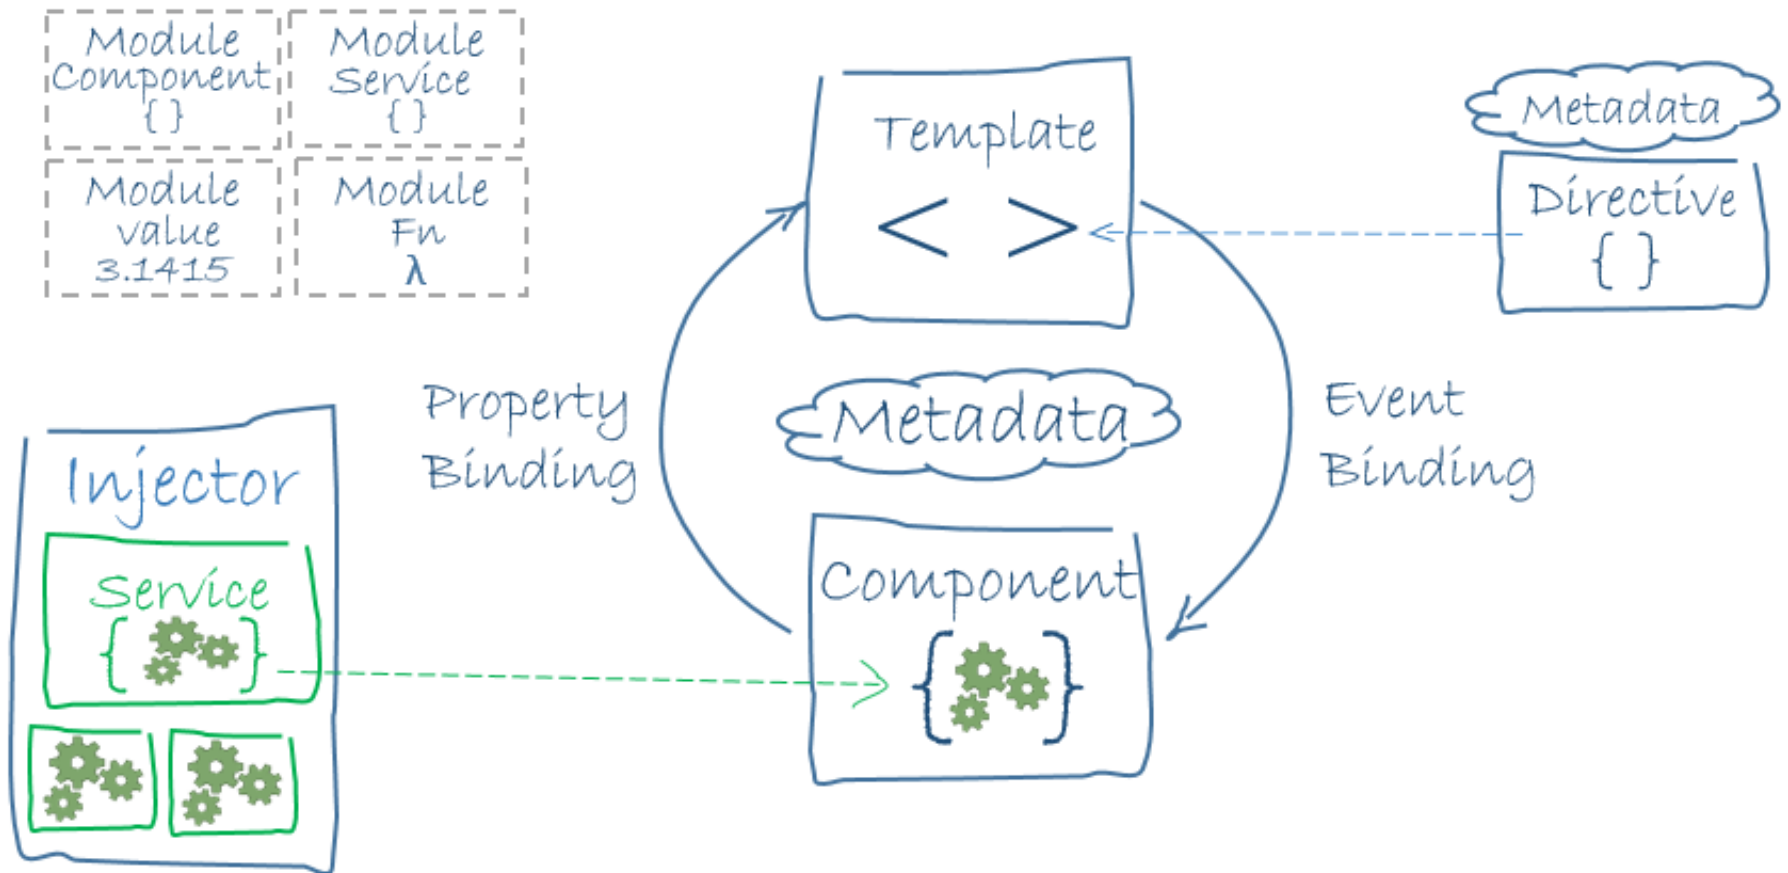 Module
Component
{ }
Module
Service
{ }
Module
value
3.1415
Module
Fn
λ
Template
< >
Metadata
Directive
{ }
Property
Binding
Metadata
Event
Binding
Injector
Service
{ }
Component
{ }